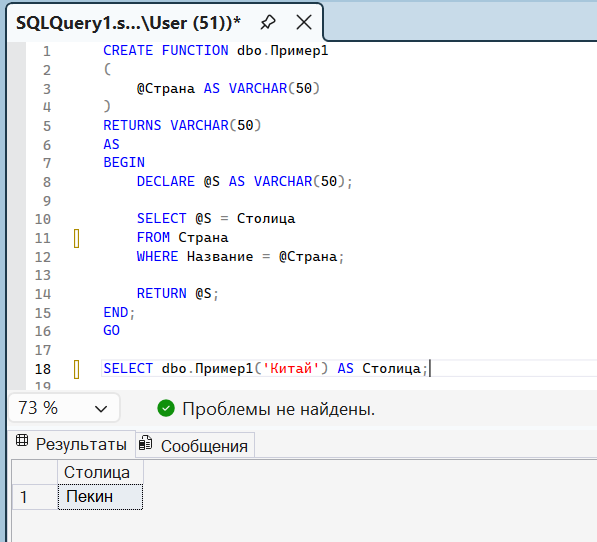 SQLQuery1.s...\User (51))*
1 CREATE FUNCTION dbo.Пример1
2 (
3 @Страна AS VARCHAR(50)
4 )
5 RETURNS VARCHAR(50)
6 AS
7 BEGIN
8 DECLARE @S AS VARCHAR(50);
9
10 SELECT @S = Столица
11 FROM Страна
12 WHERE Название = @Страна;
13
14 RETURN @S;
15 END;
16 GO
17
18 SELECT dbo.Пример1('Китай') AS Столица;
19
73 % Проблемы не найдены.
Результаты Сообщения
Столица
1 Пекин